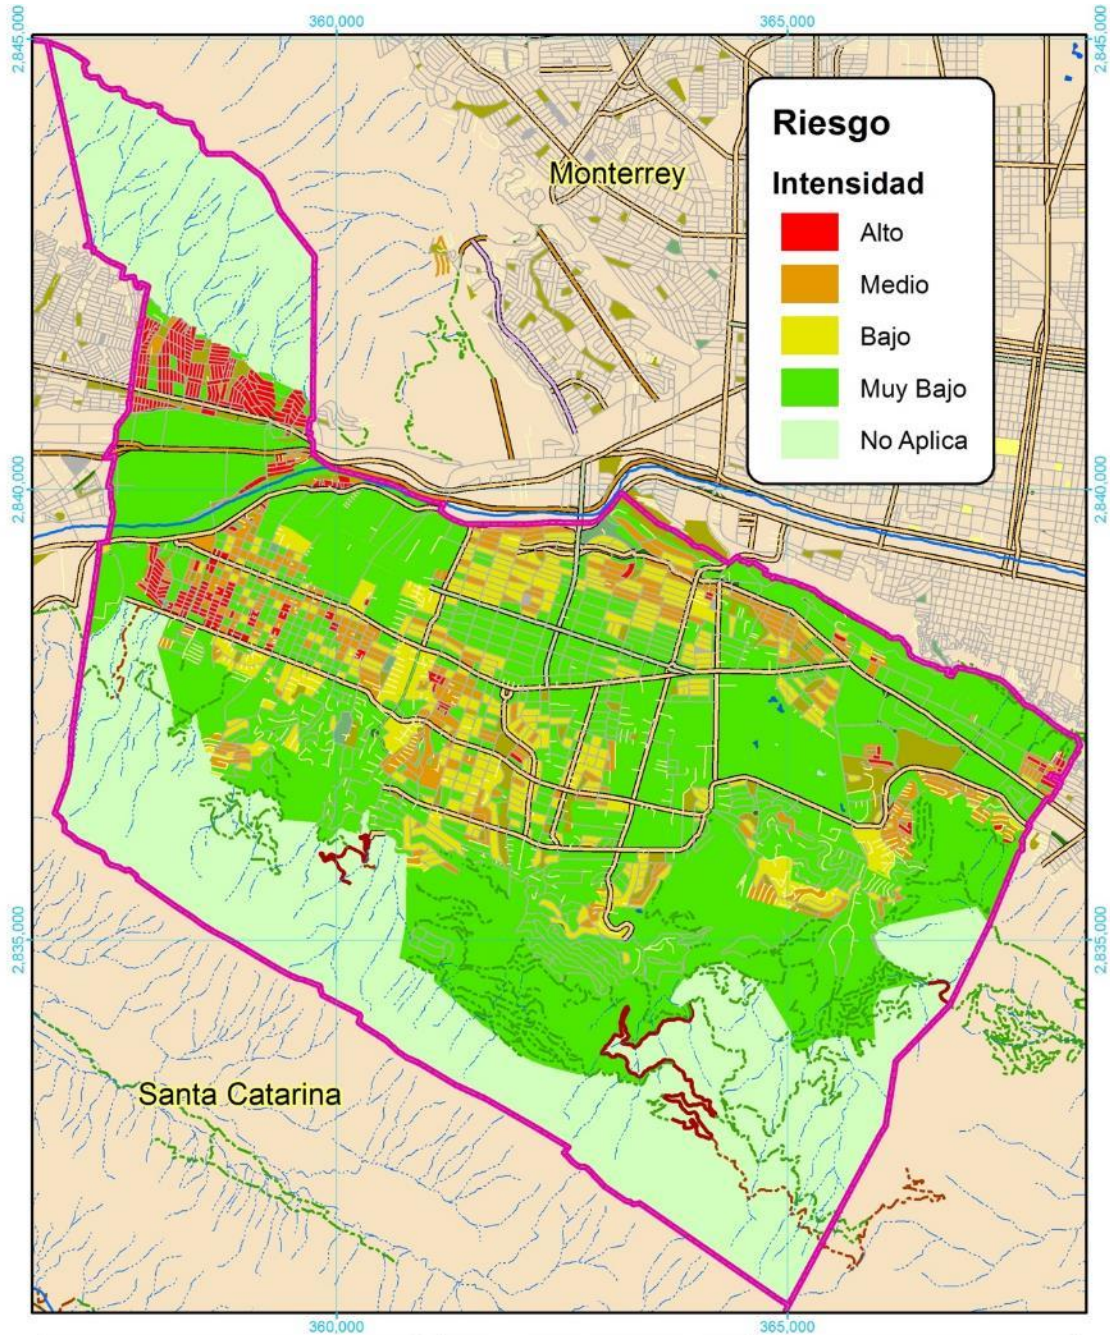 360,000
365,000
2,845,000
2,845,000
Riesgo
Intensidad
Alto
Medio
Bajo
Muy Bajo
No Aplica
Monterrey
2,840,000
2,840,000
2,835,000
2,835,000
Santa Catarina
360,000
365,000